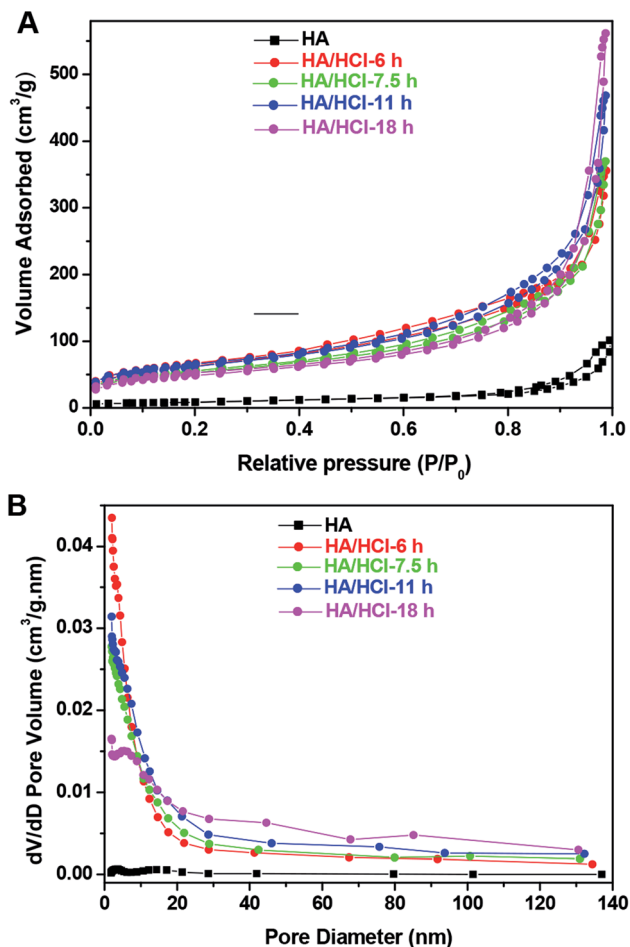 A
HA
HA/HCl-6 h
HA/HCl-7.5 h
HA/HCl-11 h
HA/HCl-18 h
Volume Adsorbed (cm³/g)
500
400
300
200
100
0
0.0 0.2 0.4 0.6 0.8 1.0
Relative pressure (P/P₀)
B
HA
HA/HCl-6 h
HA/HCl-7.5 h
HA/HCl-11 h
HA/HCl-18 h
dV/dD Pore Volume (cm³/g.nm)
0.04
0.03
0.02
0.01
0.00
0 20 40 60 80 100 120 140
Pore Diameter (nm)